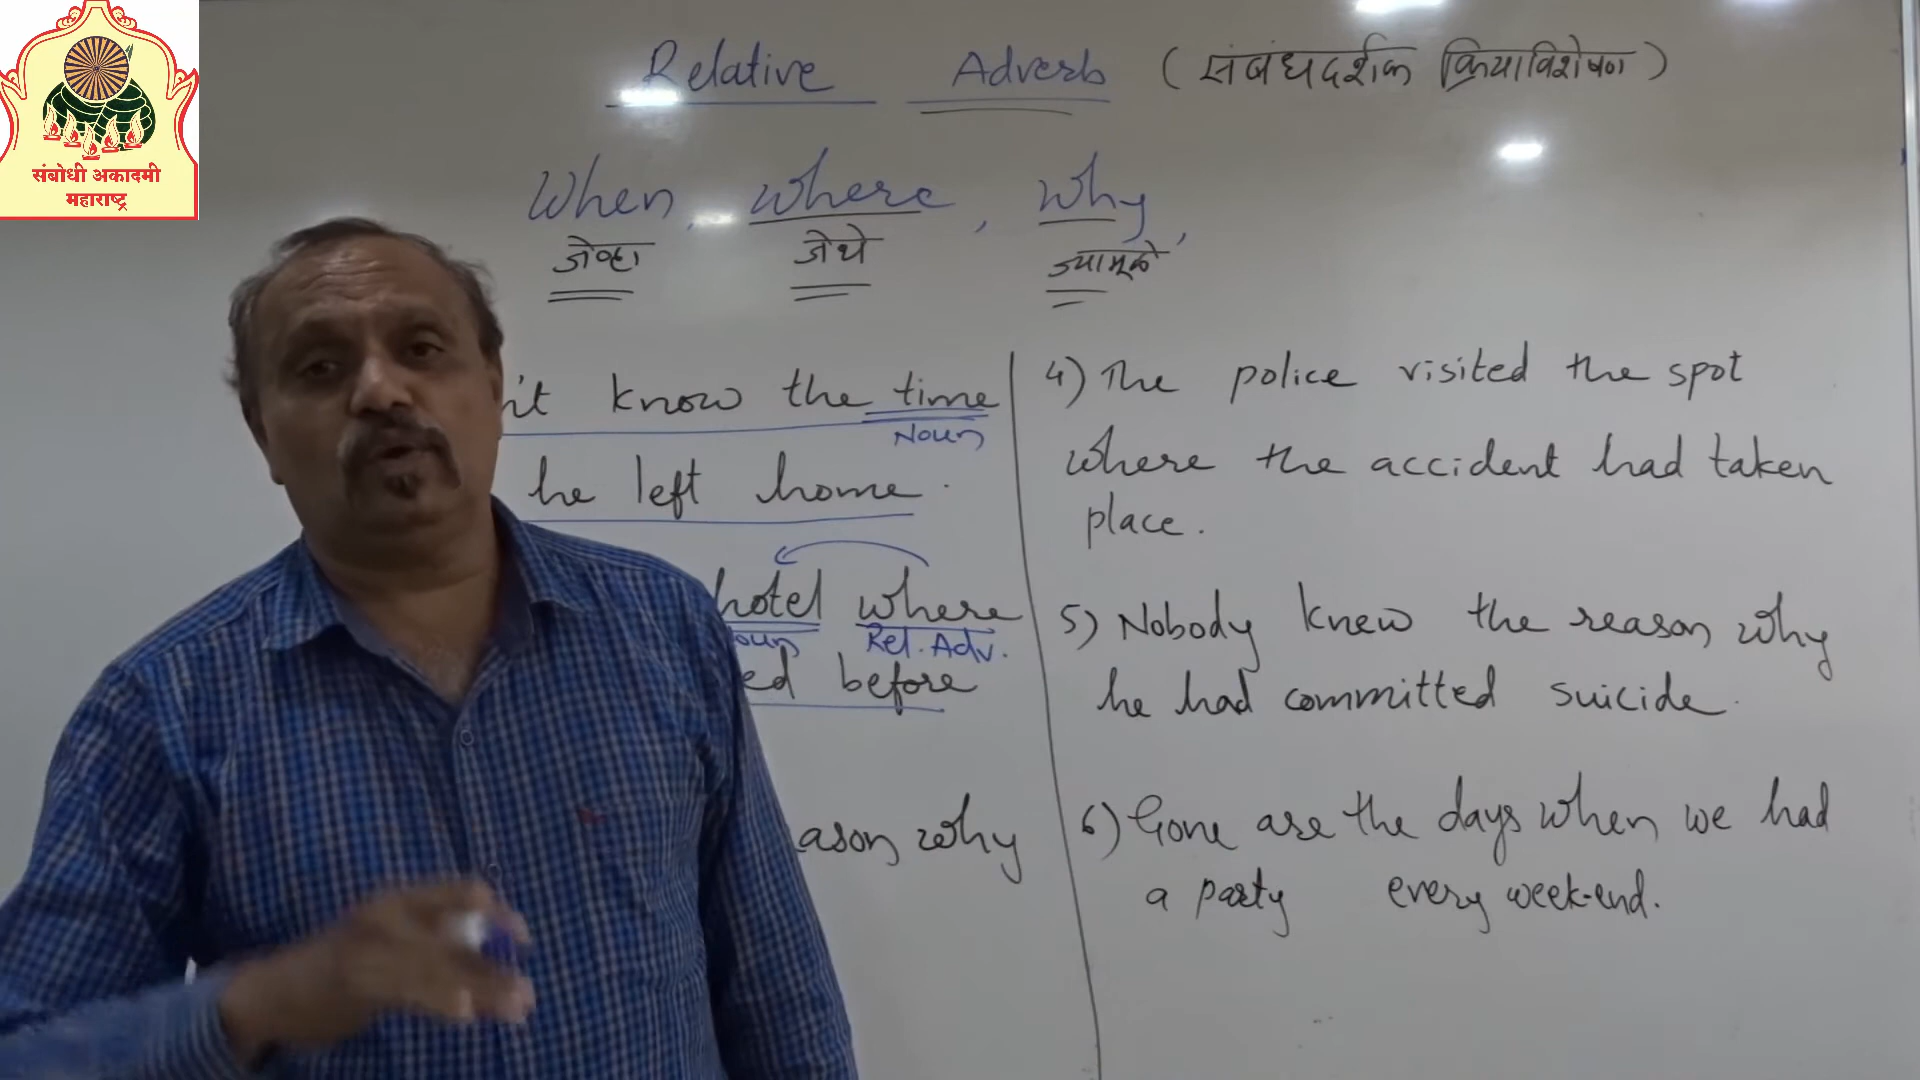 संबोधी अकादमी
महाराष्ट्र
Relative Adverb (संबंधदर्शक क्रियाविशेषण)
When, where, why,
जेव्हा जेथे ज्यामूळे
n't know the time
Noun
he left home.
hotel where
oun Rel. Adv.
ed before
ason why
4) The police visited the spot
where the accident had taken
place.
5) Nobody knew the reason why
he had committed suicide.
6) Gone are the days when we had
a party every week-end.